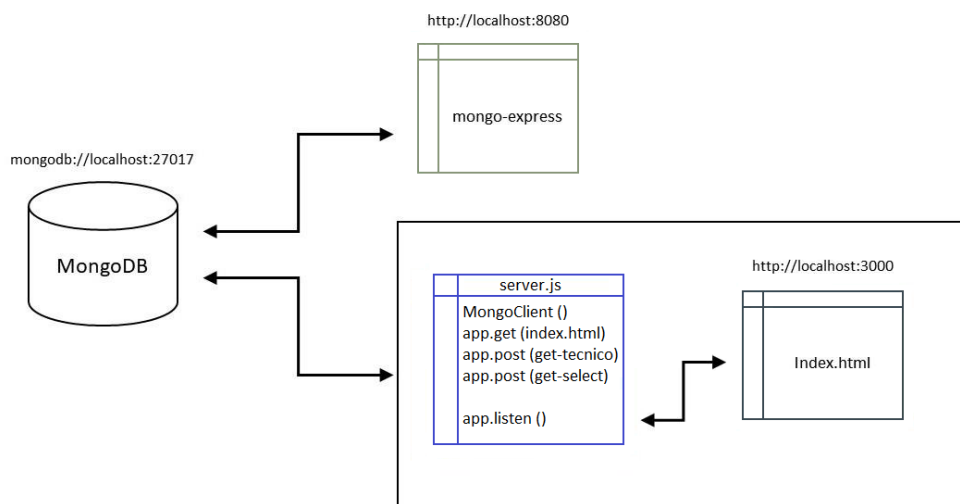 http://localhost:8080
mongo-express
mongodb://localhost:27017
MongoDB
http://localhost:3000
server.js
MongoClient ()
app.get (index.html)
app.post (get-tecnico)
app.post (get-select)
app.listen ()
Index.html